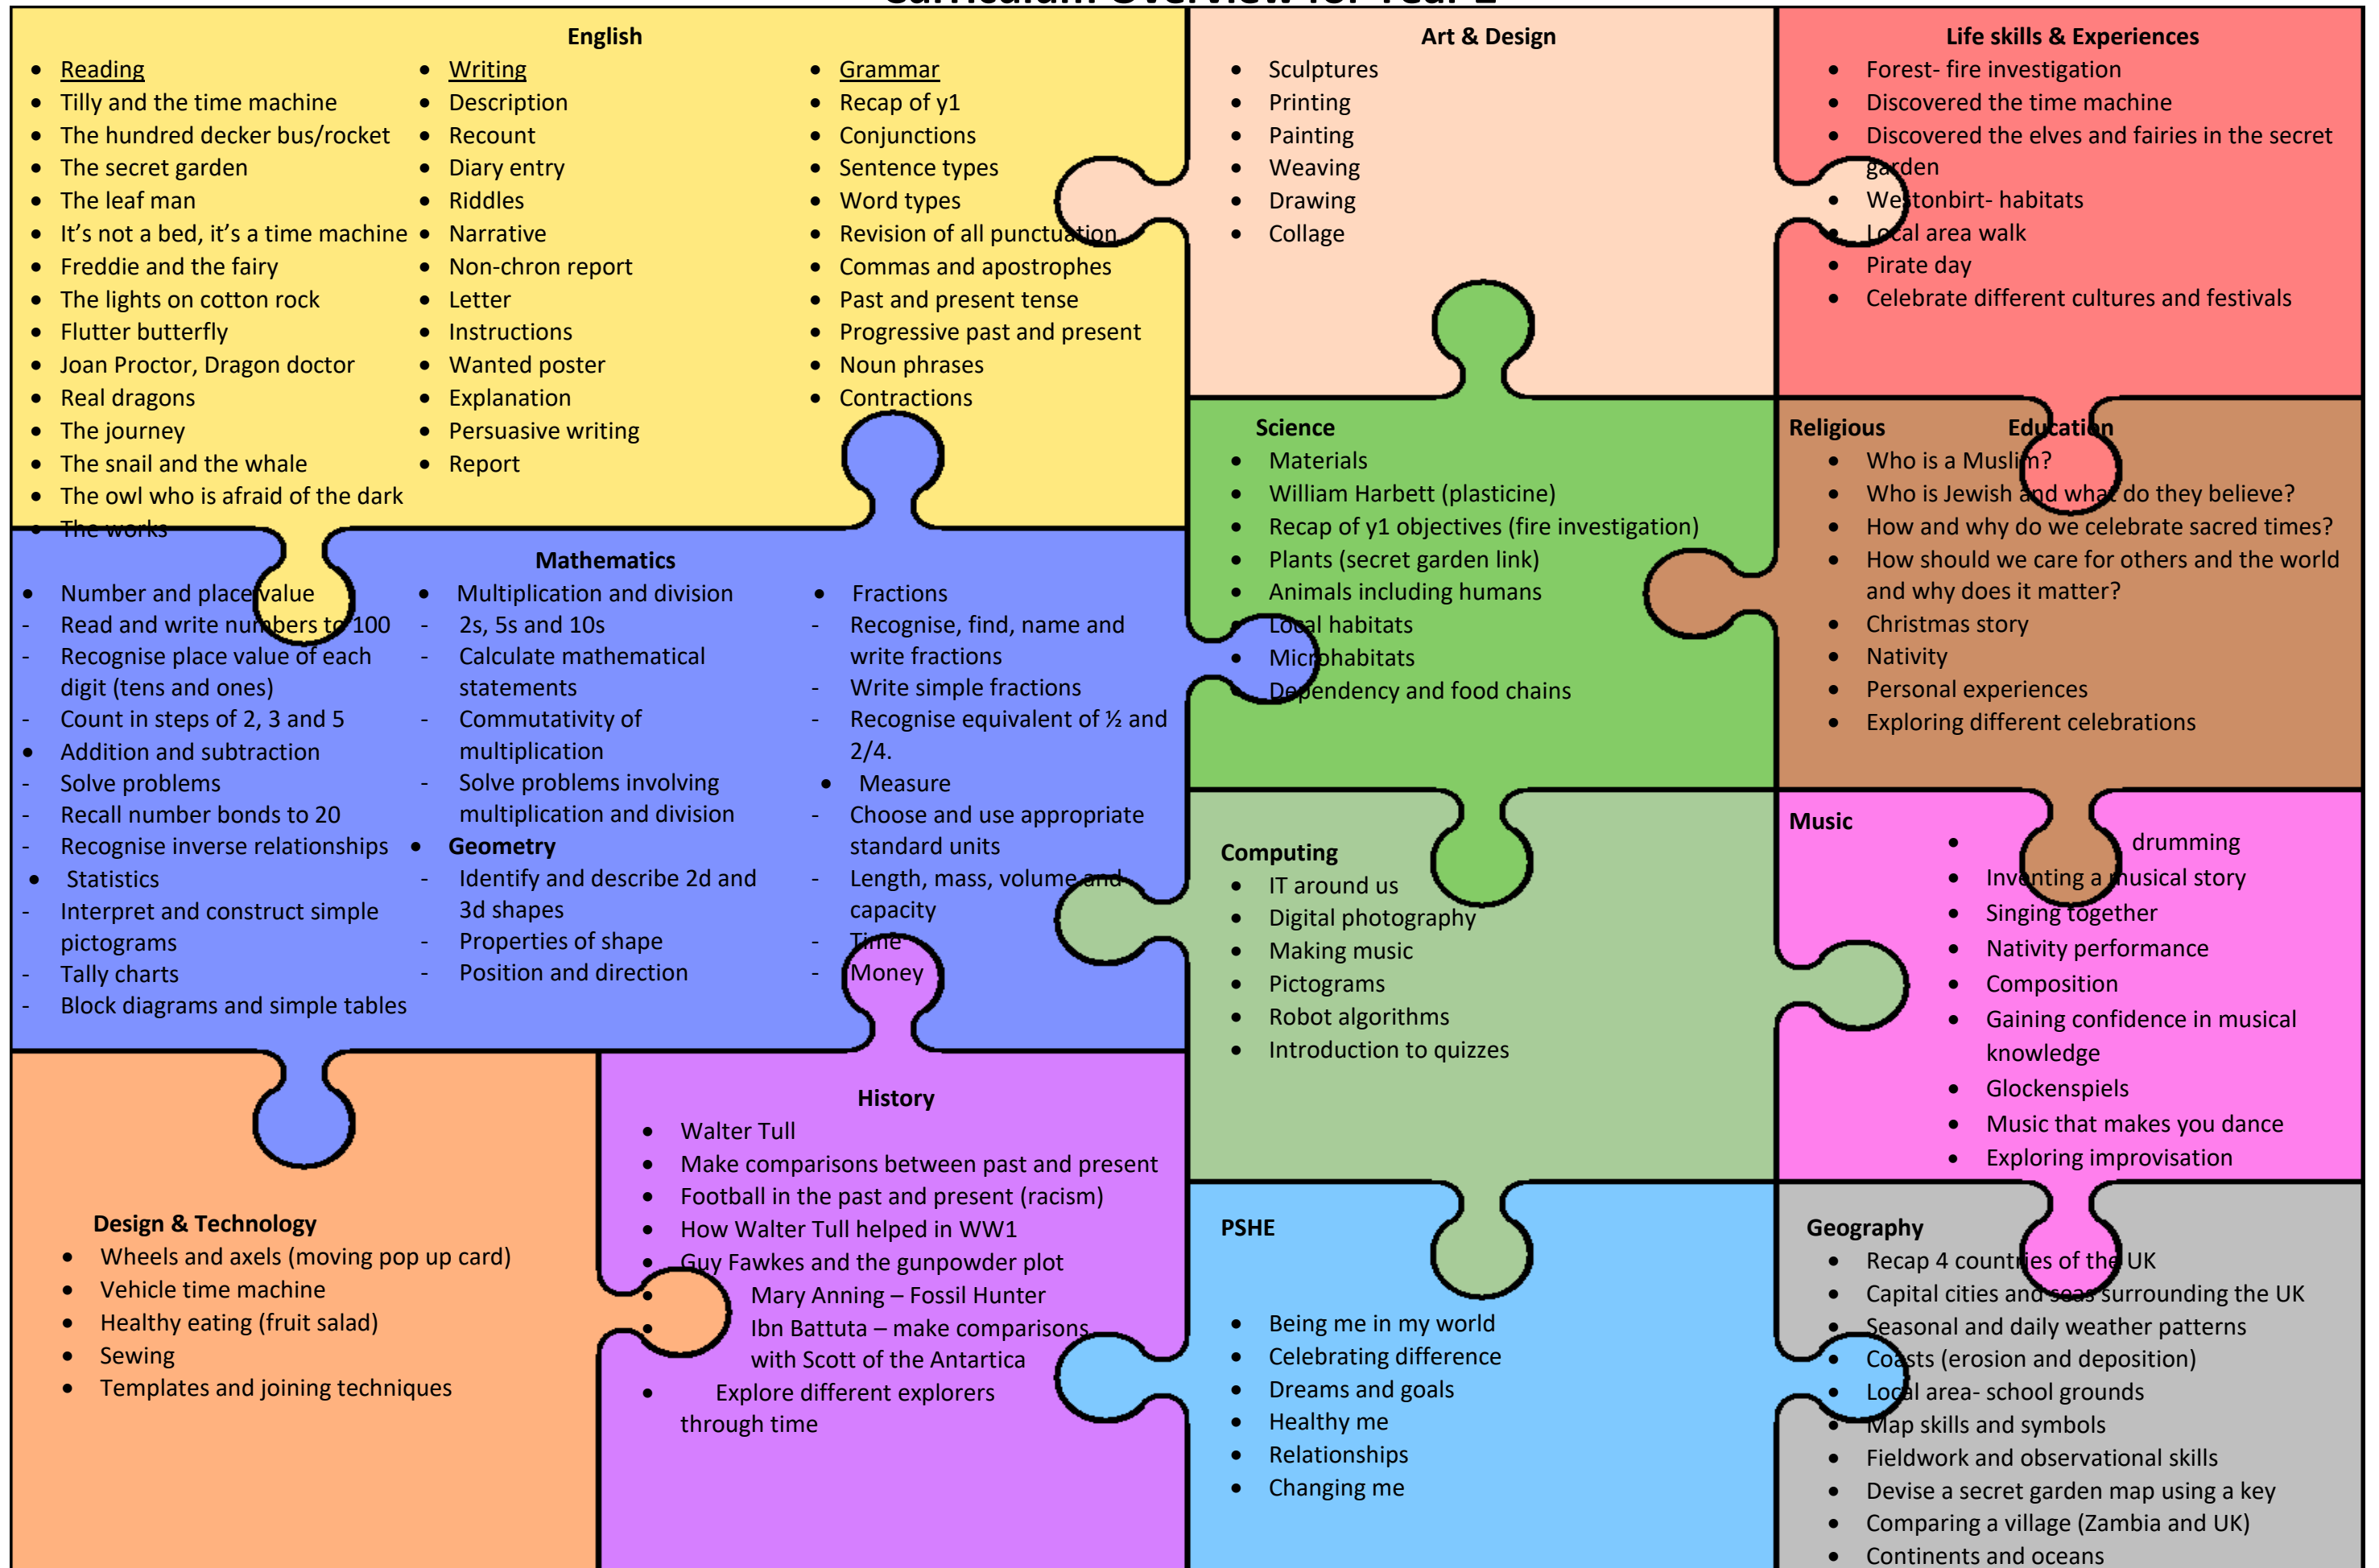 Curriculum Overview for Year 2
English
Reading
Tilly and the time machine
The hundred decker bus/rocket
The secret garden
The leaf man
It's not a bed, it's a time machine
Freddie and the fairy
The lights on cotton rock
Flutter butterfly
Joan Proctor, Dragon doctor
Real dragons
The journey
The snail and the whale
The owl who is afraid of the dark
The works
Writing
Description
Recount
Diary entry
Riddles
Narrative
Non-chron report
Letter
Instructions
Wanted poster
Explanation
Persuasive writing
Report
Grammar
Recap of y1
Conjunctions
Sentence types
Word types
Revision of all punctuation
Commas and apostrophes
Past and present tense
Progressive past and present
Noun phrases
Contractions
Art & Design
Sculptures
Printing
Painting
Weaving
Drawing
Collage
Life skills & Experiences
Forest- fire investigation
Discovered the time machine
Discovered the elves and fairies in the secret
garden
Westonbirt- habitats
Local area walk
Pirate day
Celebrate different cultures and festivals
Mathematics
Number and place value
- Read and write numbers to 100
- Recognise place value of each
digit (tens and ones)
- Count in steps of 2, 3 and 5
Addition and subtraction
- Solve problems
- Recall number bonds to 20
- Recognise inverse relationships
Statistics
- Interpret and construct simple
pictograms
- Tally charts
- Block diagrams and simple tables
Multiplication and division
- 2s, 5s and 10s
- Calculate mathematical
statements
- Commutativity of
multiplication
- Solve problems involving
multiplication and division
Geometry
- Identify and describe 2d and
3d shapes
- Properties of shape
- Position and direction
Fractions
- Recognise, find, name and
write fractions
- Write simple fractions
- Recognise equivalent of ½ and
2/4.
Measure
- Choose and use appropriate
standard units
- Length, mass, volume and
capacity
- Time
- Money
Science
Materials
William Harbett (plasticine)
Recap of y1 objectives (fire investigation)
Plants (secret garden link)
Animals including humans
Local habitats
Microhabitats
Dependency and food chains
Religious Education
Who is a Muslim?
Who is Jewish and what do they believe?
How and why do we celebrate sacred times?
How should we care for others and the world
and why does it matter?
Christmas story
Nativity
Personal experiences
Exploring different celebrations
Computing
IT around us
Digital photography
Making music
Pictograms
Robot algorithms
Introduction to quizzes
Music
drumming
Inventing a musical story
Singing together
Nativity performance
Composition
Gaining confidence in musical
knowledge
Glockenspiels
Music that makes you dance
Exploring improvisation
Design & Technology
Wheels and axels (moving pop up card)
Vehicle time machine
Healthy eating (fruit salad)
Sewing
Templates and joining techniques
History
Walter Tull
Make comparisons between past and present
Football in the past and present (racism)
How Walter Tull helped in WW1
Guy Fawkes and the gunpowder plot
Mary Anning – Fossil Hunter
Ibn Battuta – make comparisons
with Scott of the Antartica
Explore different explorers
through time
PSHE
Being me in my world
Celebrating difference
Dreams and goals
Healthy me
Relationships
Changing me
Geography
Recap 4 countries of the UK
Capital cities and seas surrounding the UK
Seasonal and daily weather patterns
Coasts (erosion and deposition)
Local area- school grounds
Map skills and symbols
Fieldwork and observational skills
Devise a secret garden map using a key
Comparing a village (Zambia and UK)
Continents and oceans